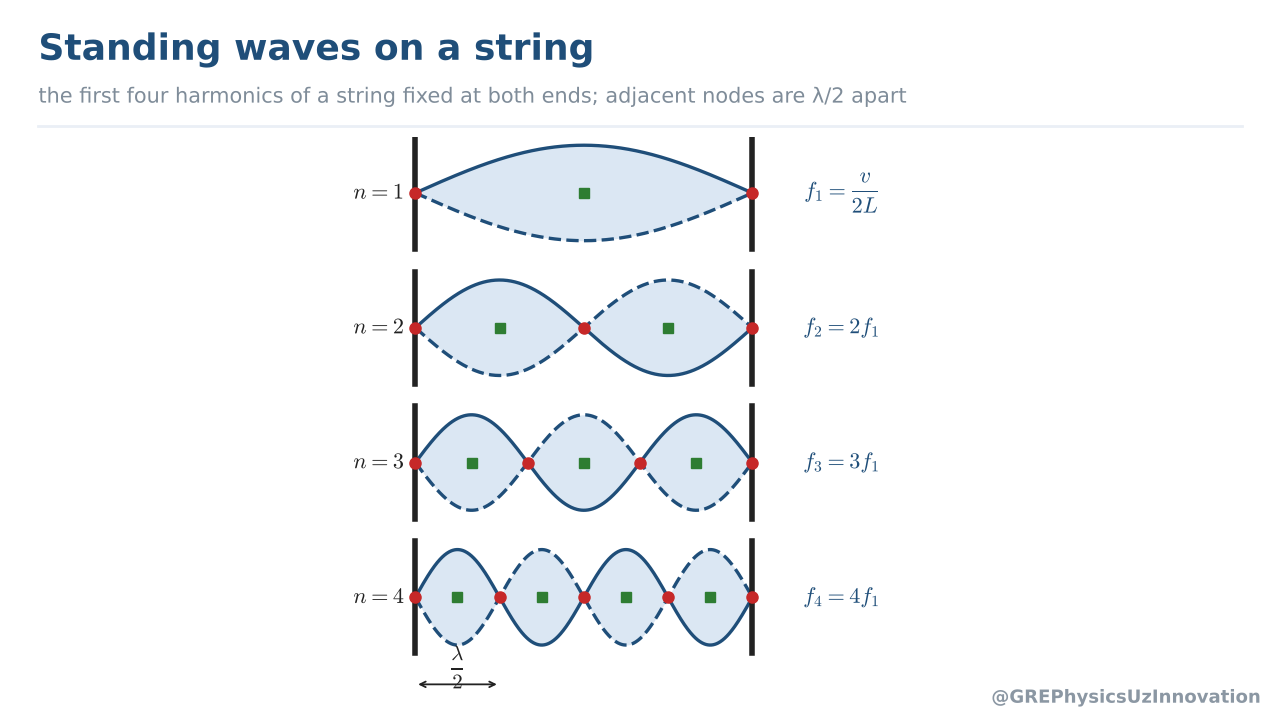 Standing waves on a string
the first four harmonics of a string fixed at both ends; adjacent nodes are λ/2 apart
n = 1
f₁ = v/2L
n = 2
f₂ = 2f₁
n = 3
f₃ = 3f₁
n = 4
f₄ = 4f₁
λ/2
@GREPhysicsUzInnovation